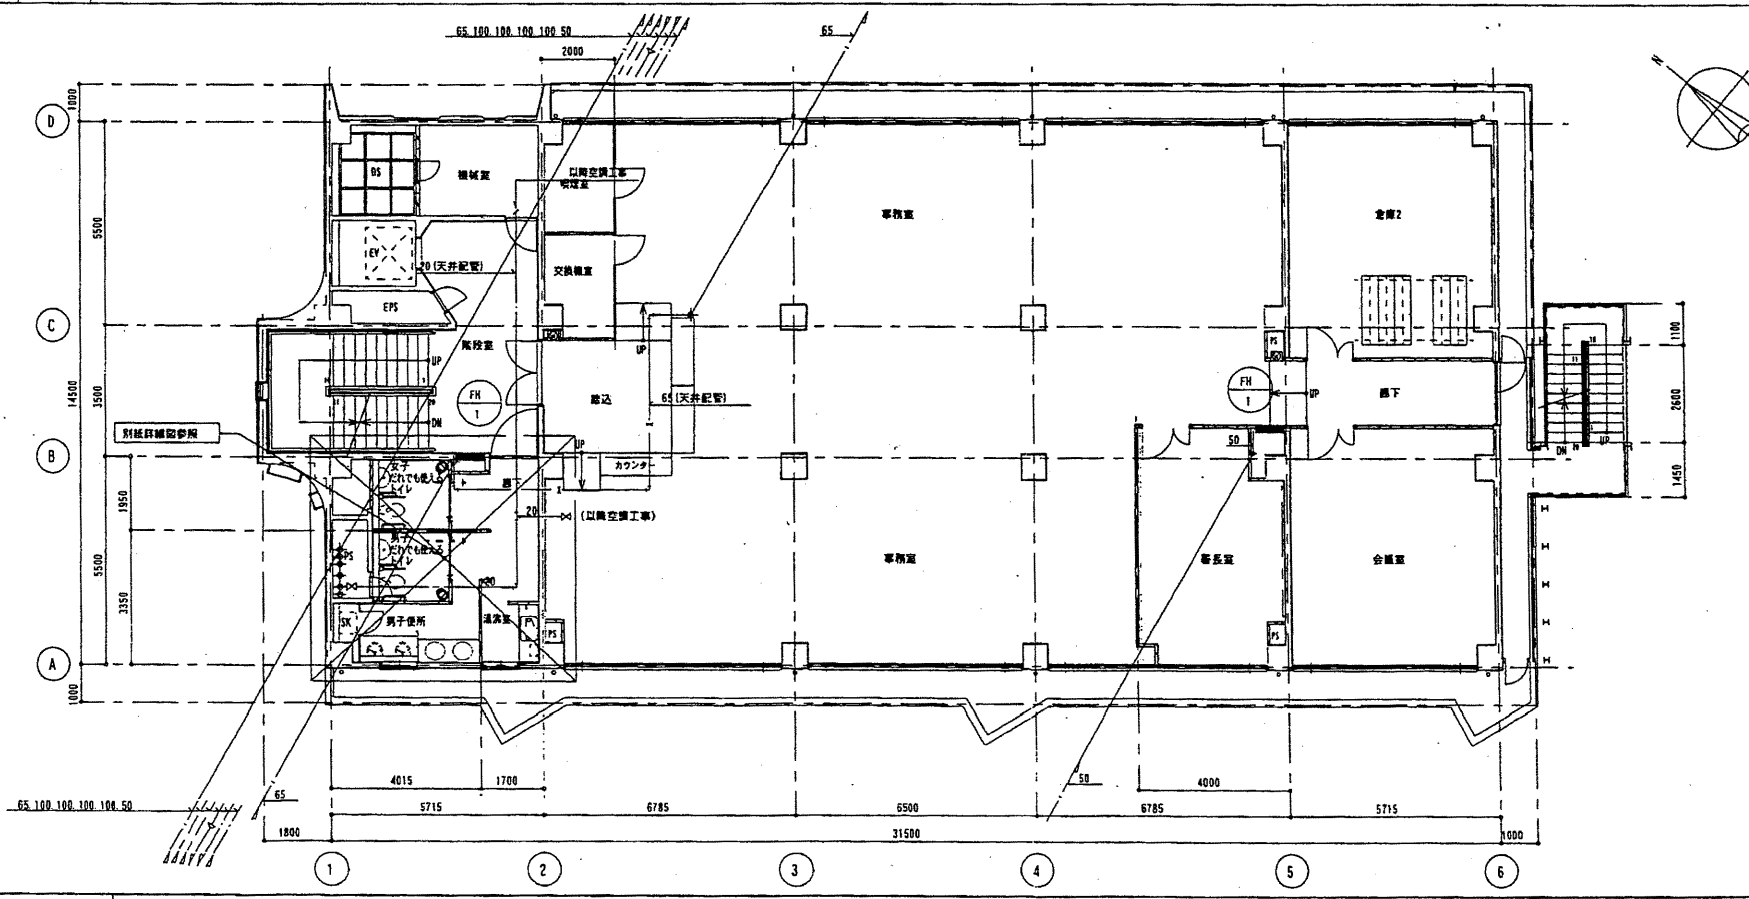 65.100.100.100.100.50
65
2000
N
1000
D
DS
機械室
以降空調工事
喫煙室
事務室
倉庫2
5500
EV
20 (天井配管)
交換機室
EPS
C
階段室
UP
UP
PS
1100
14500
3500
FH
1
踏込
65 (天井配管)
FH
1
UP
廊下
2600
DN
別紙詳細図参照
B
UP
カウンター
50
DN
UP
1450
女子
だれでも使える
トイレ
廊下
1950
20
(以降空調工事)
男子
だれでも使える
トイレ
PS
事務室
署長室
会議室
5500
20
3350
SK
男子便所
湯沸室
PS
PS
A
1000
4015
1700
50
4000
65
65.100.100.100.100.50
5715
6785
6500
6785
5715
1800
31500
1000
1
2
3
4
5
6